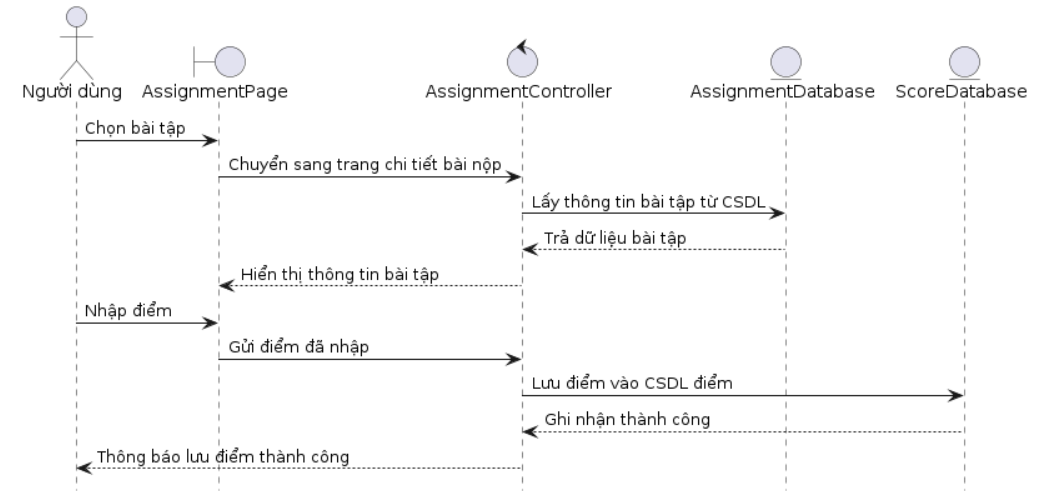 Người dùng
AssignmentPage
AssignmentController
AssignmentDatabase
ScoreDatabase
Chọn bài tập
Chuyển sang trang chi tiết bài nộp
Lấy thông tin bài tập từ CSDL
Trả dữ liệu bài tập
Hiển thị thông tin bài tập
Nhập điểm
Gửi điểm đã nhập
Lưu điểm vào CSDL điểm
Ghi nhận thành công
Thông báo lưu điểm thành công